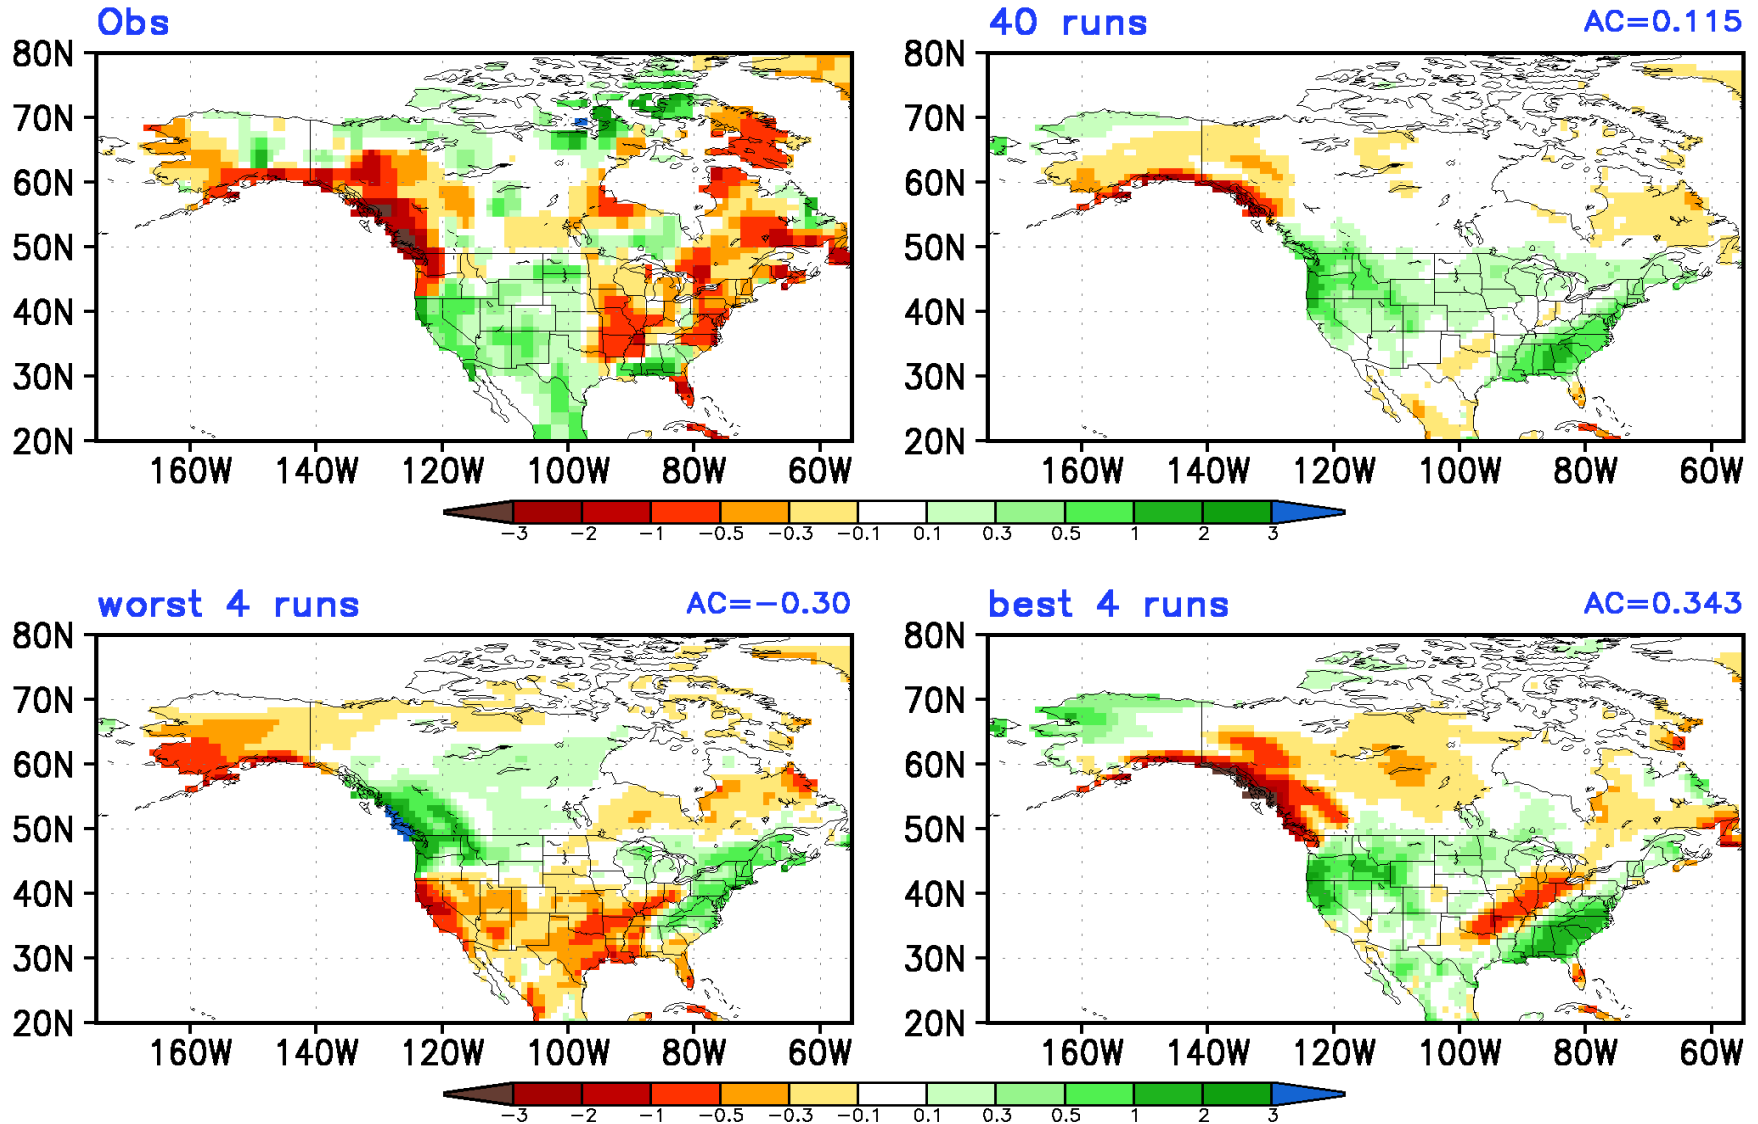 Obs
40 runs AC=0.115
80N 80N
70N 70N
60N 60N
50N 50N
40N 40N
30N 30N
20N 20N
160W 140W 120W 100W 80W 60W 160W 140W 120W 100W 80W 60W
-3 -2 -1 -0.5 -0.3 -0.1 0.1 0.3 0.5 1 2 3
worst 4 runs AC=-0.30
best 4 runs AC=0.343
80N 80N
70N 70N
60N 60N
50N 50N
40N 40N
30N 30N
20N 20N
160W 140W 120W 100W 80W 60W 160W 140W 120W 100W 80W 60W
-3 -2 -1 -0.5 -0.3 -0.1 0.1 0.3 0.5 1 2 3